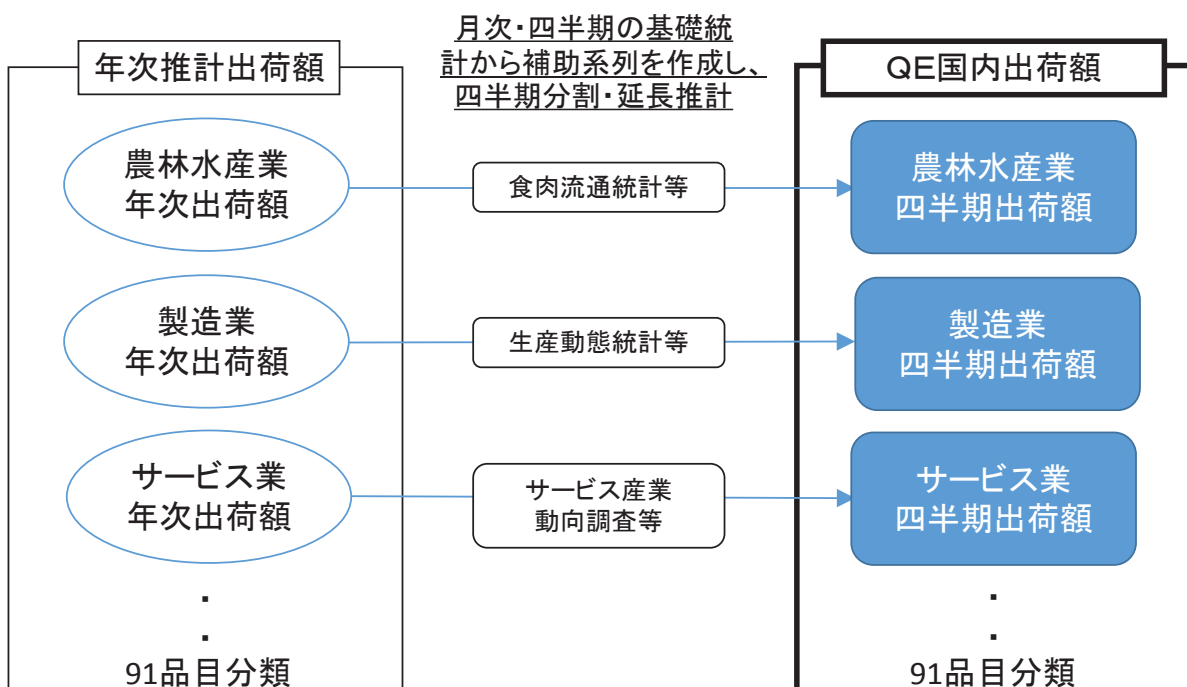 年次推計出荷額
月次・四半期の基礎統
計から補助系列を作成し、
四半期分割・延長推計
QE国内出荷額
農林水産業
年次出荷額
食肉流通統計等
農林水産業
四半期出荷額
製造業
年次出荷額
生産動態統計等
製造業
四半期出荷額
サービス業
年次出荷額
サービス産業
動向調査等
サービス業
四半期出荷額
・
・
91品目分類
・
・
91品目分類